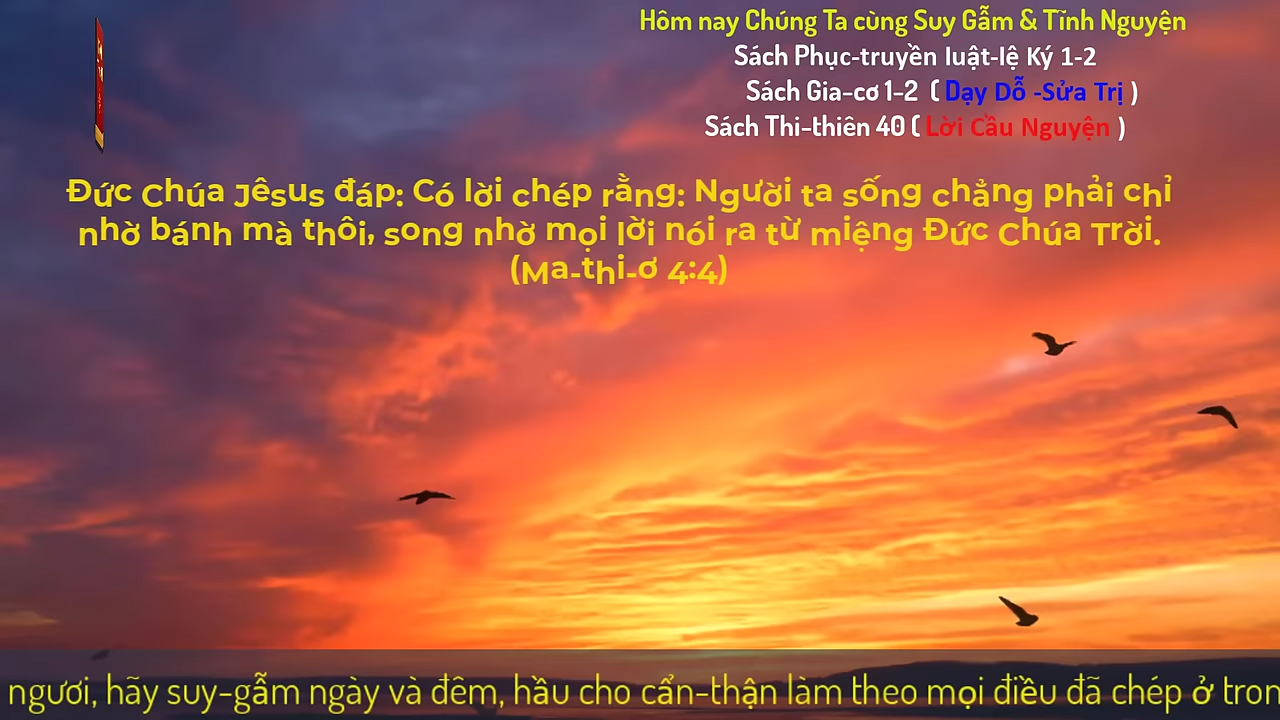 Hôm nay Chúng Ta cùng Suy Gẫm & Tĩnh Nguyện
Sách Phục-truyền luật-lệ Ký 1-2
Sách Gia-cơ 1-2 ( Dạy Dỗ -Sửa Trị )
Sách Thi-thiên 40 ( Lời Cầu Nguyện )
Đức Chúa Jêsus đáp: Có lời chép rằng: Người ta sống chẳng phải chỉ
nhờ bánh mà thôi, song nhờ mọi lời nói ra từ miệng Đức Chúa Trời.
(Ma-thi-ơ 4:4)
ngươi, hãy suy-gẫm ngày và đêm, hầu cho cẩn-thận làm theo mọi điều đã chép ở tron